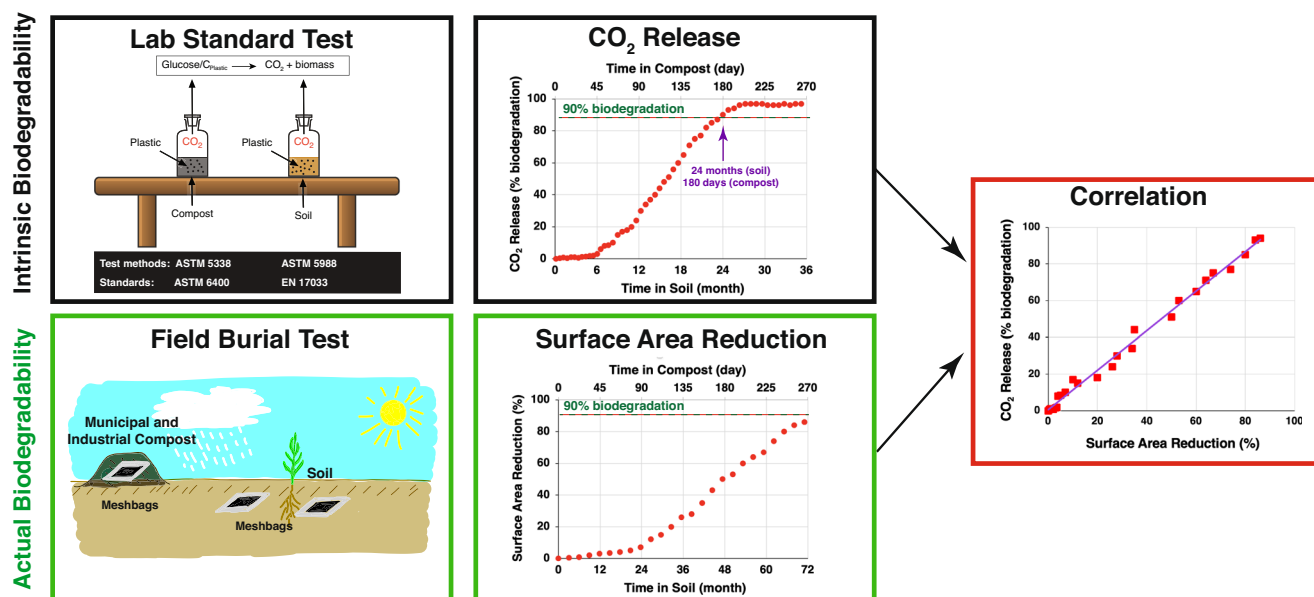 Intrinsic Biodegradability
Lab Standard Test
Glucose/C_Plastic → CO₂ + biomass
CO₂
CO₂
Plastic
Plastic
Compost
Soil
Test methods: ASTM 5338 ASTM 5988
Standards: ASTM 6400 EN 17033
CO₂ Release
Time in Compost (day)
0 45 90 135 180 225 270
100
80
60
40
20
0
CO₂ Release (% biodegradation)
90% biodegradation
24 months (soil)
180 days (compost)
0 6 12 18 24 30 36
Time in Soil (month)
Actual Biodegradability
Field Burial Test
Municipal and
Industrial Compost
Soil
Meshbags
Meshbags
Surface Area Reduction
Time in Compost (day)
0 45 90 135 180 225 270
100
80
60
40
20
0
Surface Area Reduction (%)
90% biodegradation
0 12 24 36 48 60 72
Time in Soil (month)
Correlation
100
80
60
40
20
0
CO₂ Release (% biodegradation)
0 20 40 60 80 100
Surface Area Reduction (%)